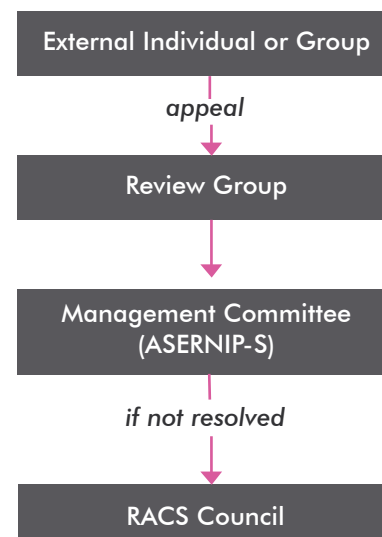 External Individual or Group
appeal
Review Group
Management Committee
(ASERNIP-S)
if not resolved
RACS Council